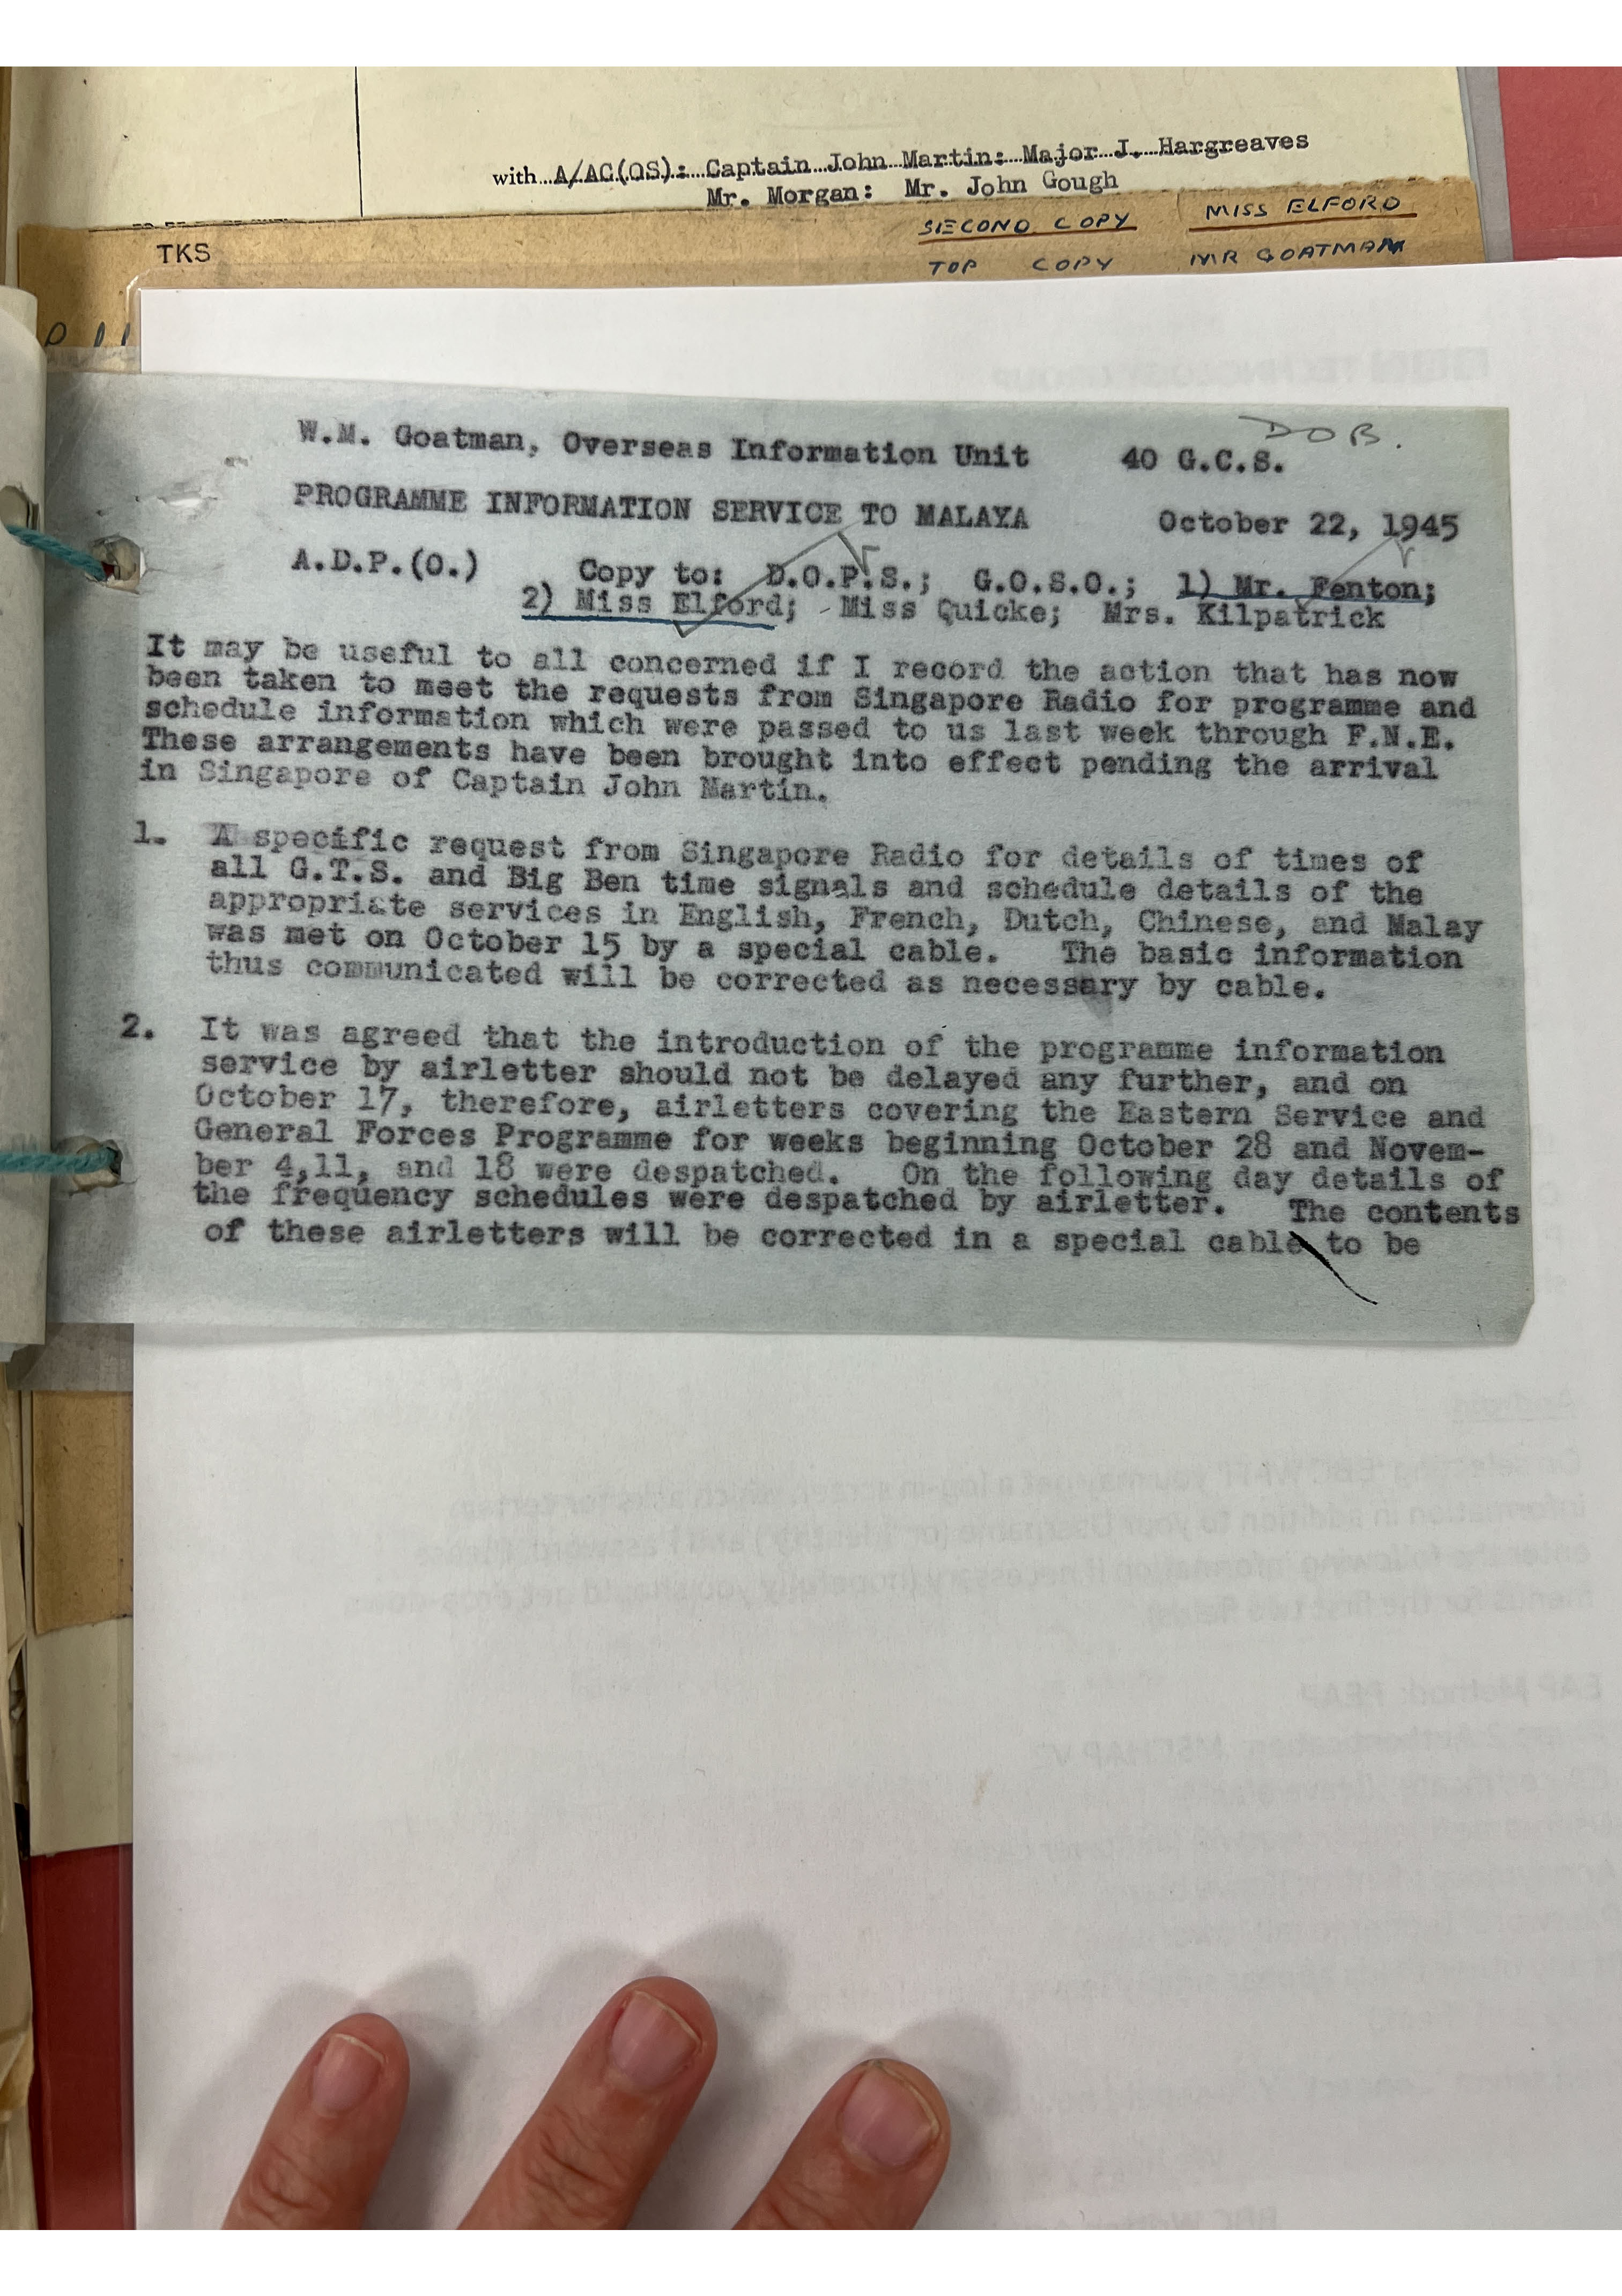 with A/AC(OS): Captain John Martin: Major J. Hargreaves
Mr. Morgan: Mr. John Gough
SECOND COPY MISS ELFORD
TKS
TOP COPY MR GOATMAN
DOB.
W.M. Goatman, Overseas Information Unit 40 G.C.S.
PROGRAMME INFORMATION SERVICE TO MALAYA October 22, 1945
A.D.P.(O.) Copy to: D.O.P.S.; G.O.S.O.; 1) Mr. Fenton;
2) Miss Elford; Miss Quicke; Mrs. Kilpatrick
It may be useful to all concerned if I record the action that has now
been taken to meet the requests from Singapore Radio for programme and
schedule information which were passed to us last week through F.N.E.
These arrangements have been brought into effect pending the arrival
in Singapore of Captain John Martin.
1. A specific request from Singapore Radio for details of times of
all G.T.S. and Big Ben time signals and schedule details of the
appropriate services in English, French, Dutch, Chinese, and Malay
was met on October 15 by a special cable. The basic information
thus communicated will be corrected as necessary by cable.
2. It was agreed that the introduction of the programme information
service by airletter should not be delayed any further, and on
October 17, therefore, airletters covering the Eastern Service and
General Forces Programme for weeks beginning October 28 and Novem-
ber 4,11, and 18 were despatched. On the following day details of
the frequency schedules were despatched by airletter. The contents
of these airletters will be corrected in a special cable to be